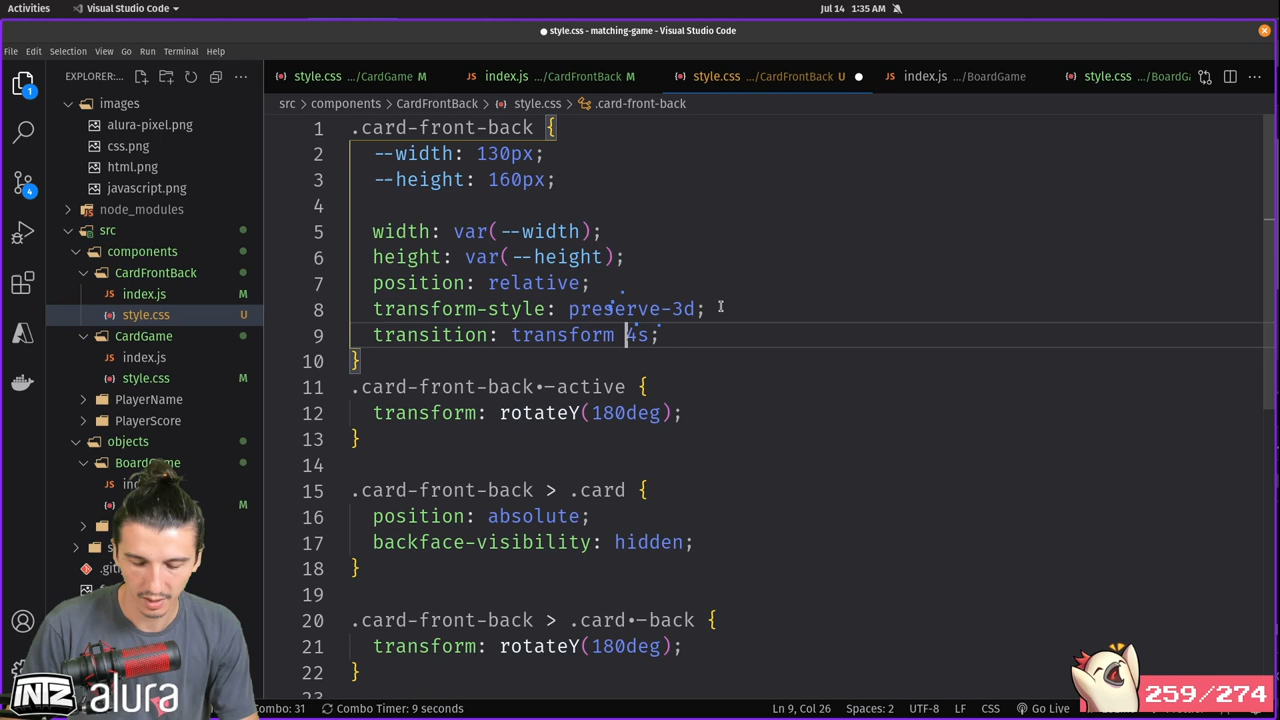 Activities
Visual Studio Code
Jul 14 1:35 AM
● style.css - matching-game - Visual Studio Code
File Edit Selection View Go Run Terminal Help
EXPLORER:...
style.css .../CardGame M
index.js .../CardFrontBack M
style.css .../CardFrontBack U
index.js .../BoardGame
style.css .../BoardGa
src > components > CardFrontBack > style.css > .card-front-back
images
alura-pixel.png
css.png
html.png
javascript.png
node_modules
src
components
CardFrontBack
index.js M
style.css U
CardGame
index.js
style.css M
PlayerName
PlayerScore
objects
BoardGame
M
1
4
1 .card-front-back {
2 --width: 130px;
3 --height: 160px;
4
5 width: var(--width);
6 height: var(--height);
7 position: relative;
8 transform-style: preserve-3d;
9 transition: transform 4s;
10 }
11 .card-front-back.-active {
12 transform: rotateY(180deg);
13 }
14
15 .card-front-back > .card {
16 position: absolute;
17 backface-visibility: hidden;
18 }
19
20 .card-front-back > .card.-back {
21 transform: rotateY(180deg);
22 }
23
NTZ alura
259/274
Combo: 31 Combo Timer: 9 seconds Ln 9, Col 26 Spaces: 2 UTF-8 LF CSS Go Live